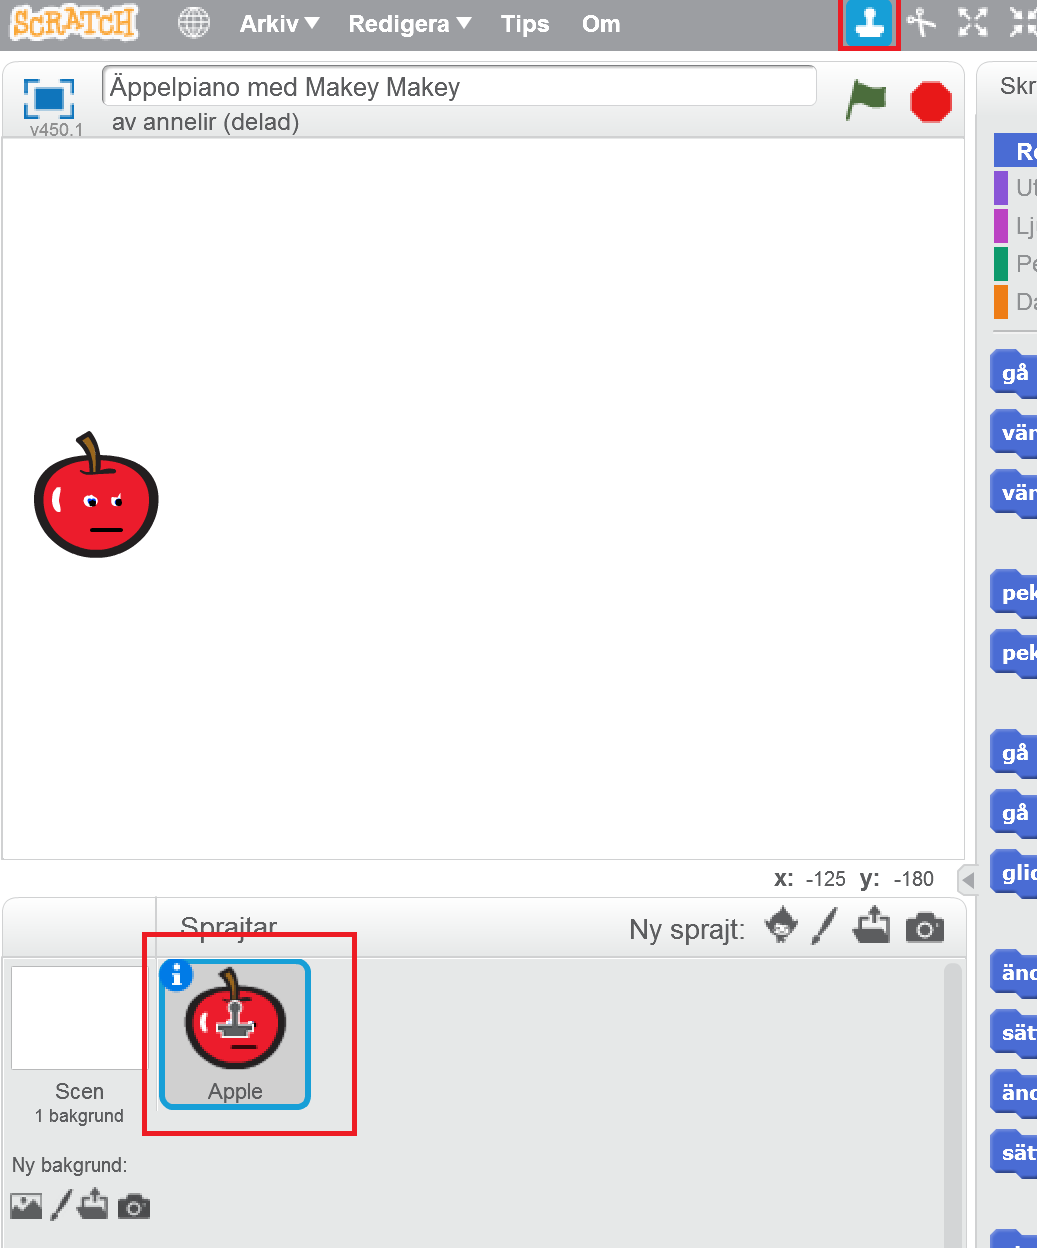 SCRATCH
Arkiv Redigera Tips Om
Äppelpiano med Makey Makey
av annelir (delad)
v450.1
Skr
Re
Ut
Lj
Pe
Da
gå
vän
vän
pek
pek
gå
gå
glid
änd
sät
änd
sät
x: -125 y: -180
Sprajtar
Ny sprajt:
i
Apple
Scen
1 bakgrund
Ny bakgrund: